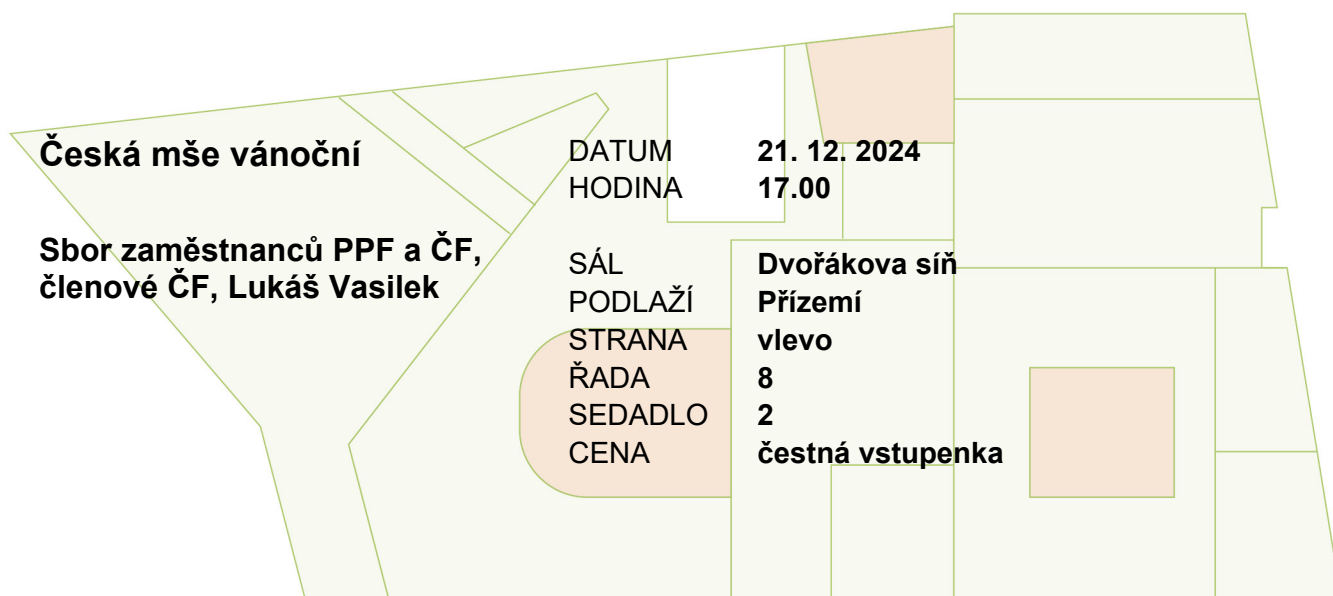 Česká mše vánoční
Sbor zaměstnanců PPF a ČF,
členové ČF, Lukáš Vasilek
DATUM 21. 12. 2024
HODINA 17.00
SÁL Dvořákova síň
PODLAŽÍ Přízemí
STRANA vlevo
ŘADA 8
SEDADLO 2
CENA čestná vstupenka